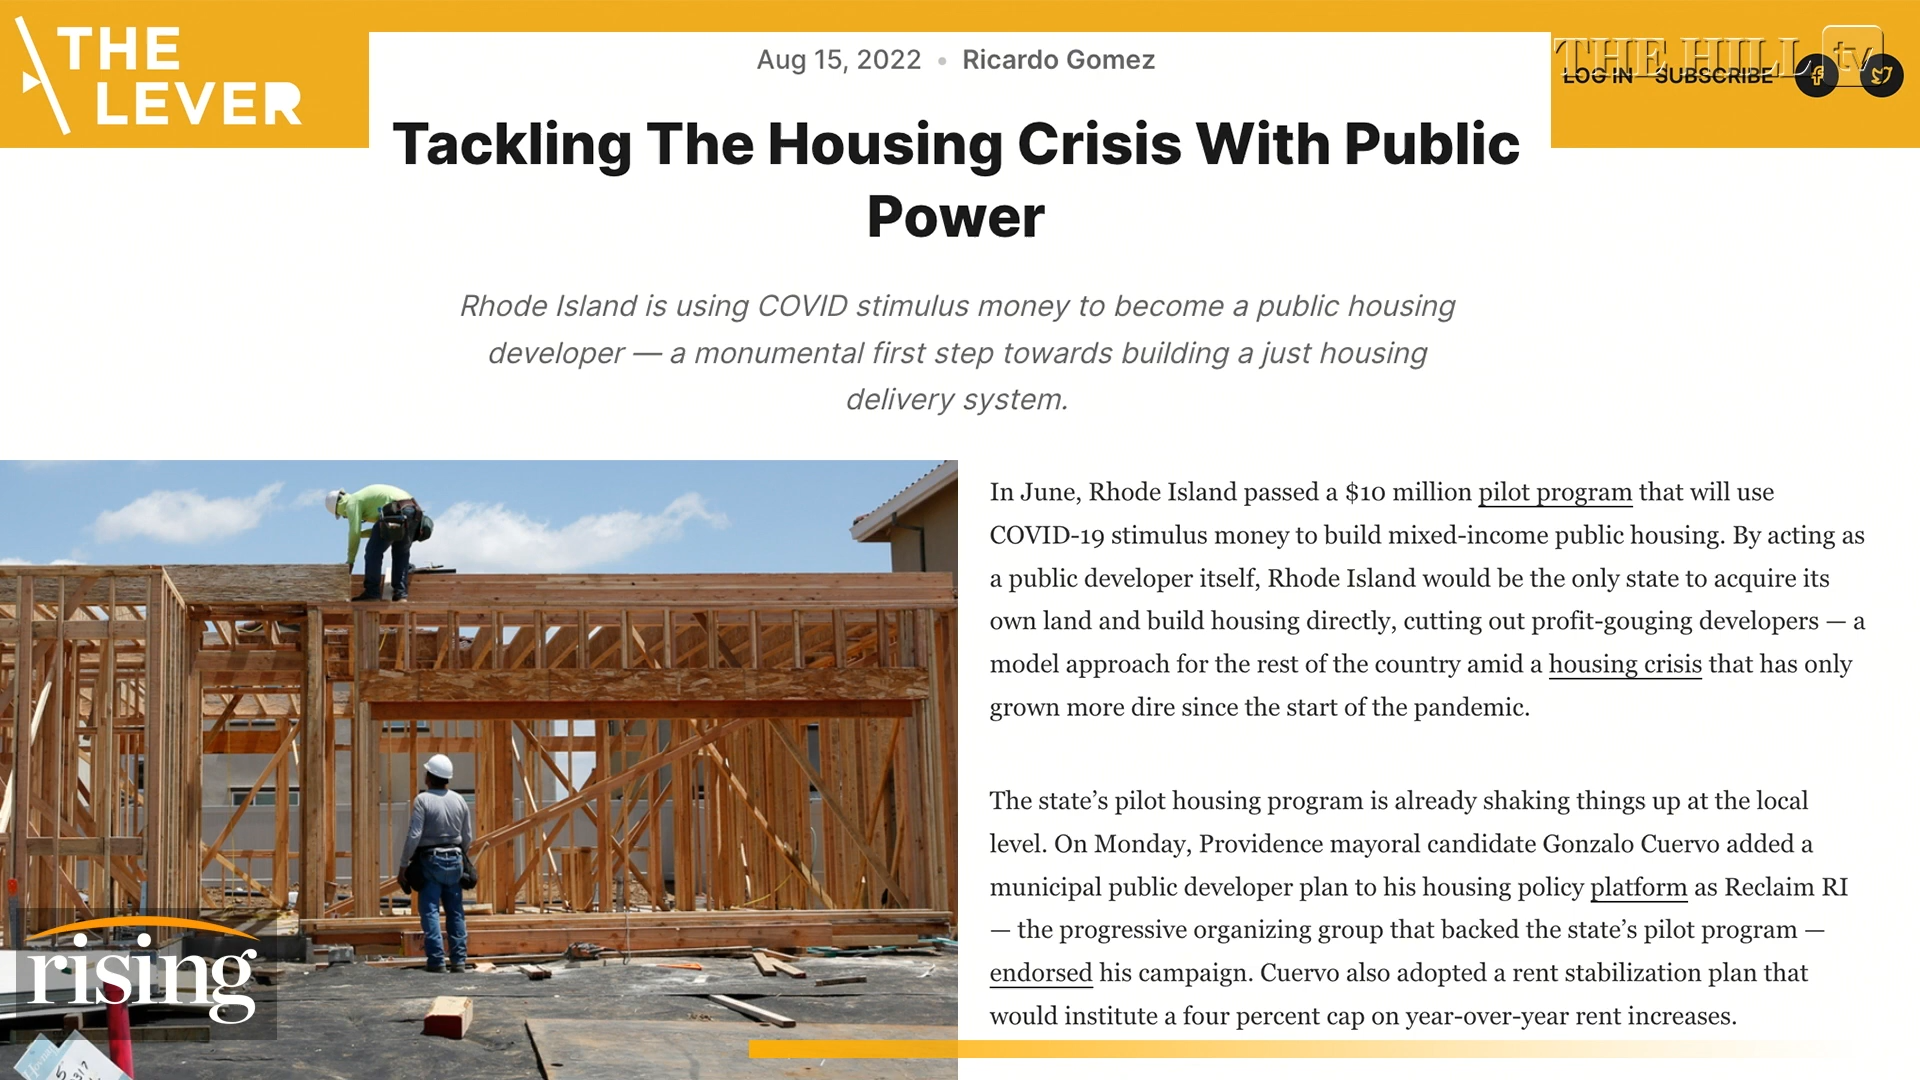 THE
LEVER
Aug 15, 2022 • Ricardo Gomez
THE HILL tv
LOG IN SUBSCRIBE
Tackling The Housing Crisis With Public
Power
Rhode Island is using COVID stimulus money to become a public housing
developer — a monumental first step towards building a just housing
delivery system.
In June, Rhode Island passed a $10 million pilot program that will use
COVID-19 stimulus money to build mixed-income public housing. By acting as
a public developer itself, Rhode Island would be the only state to acquire its
own land and build housing directly, cutting out profit-gouging developers — a
model approach for the rest of the country amid a housing crisis that has only
grown more dire since the start of the pandemic.
The state’s pilot housing program is already shaking things up at the local
level. On Monday, Providence mayoral candidate Gonzalo Cuervo added a
municipal public developer plan to his housing policy platform as Reclaim RI
— the progressive organizing group that backed the state’s pilot program —
endorsed his campaign. Cuervo also adopted a rent stabilization plan that
would institute a four percent cap on year-over-year rent increases.
rising